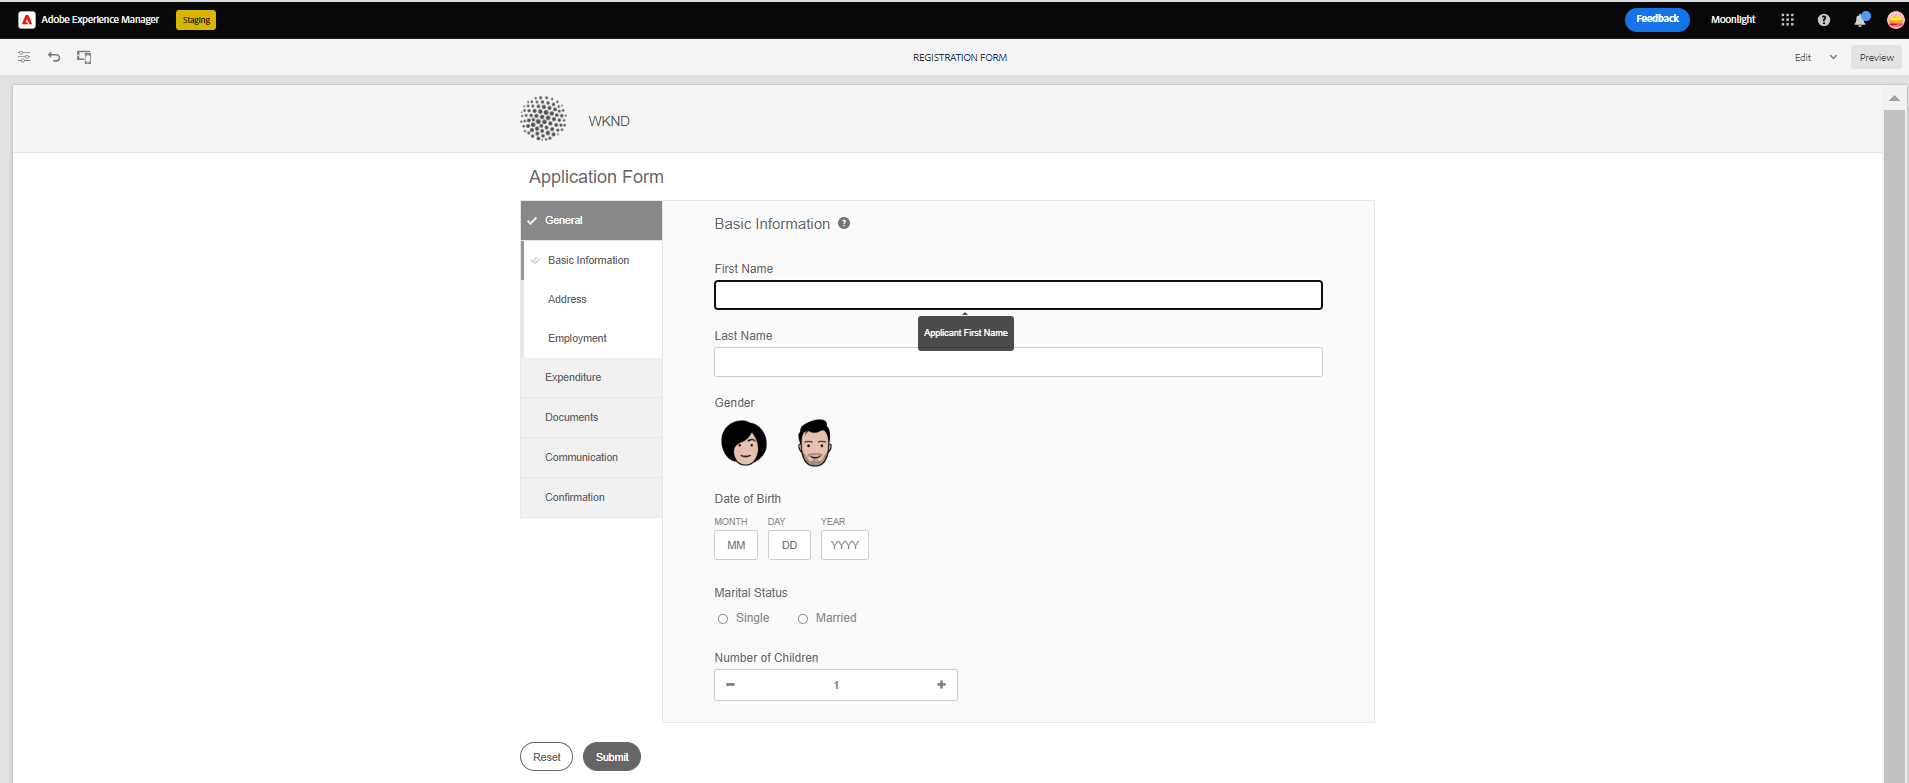 Adobe Experience Manager
Staging
Feedback
Moonlight
REGISTRATION FORM
Edit
Preview
WKND
Application Form
General
Basic Information
Address
Employment
Expenditure
Documents
Communication
Confirmation
Basic Information
First Name
Applicant First Name
Last Name
Gender
Date of Birth
MONTH DAY YEAR
MM DD YYYY
Marital Status
Single Married
Number of Children
1
Reset Submit